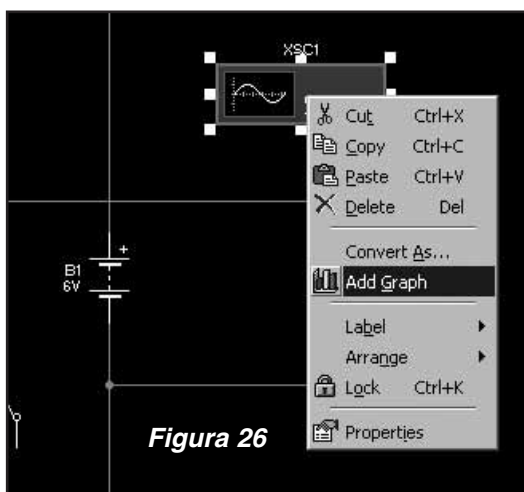 XSC1
Cut Ctrl+X
Copy Ctrl+C
Paste Ctrl+V
Delete Del
Convert As...
Add Graph
Label
Arrange
Lock Ctrl+K
Properties
+
B1
6V
Figura 26